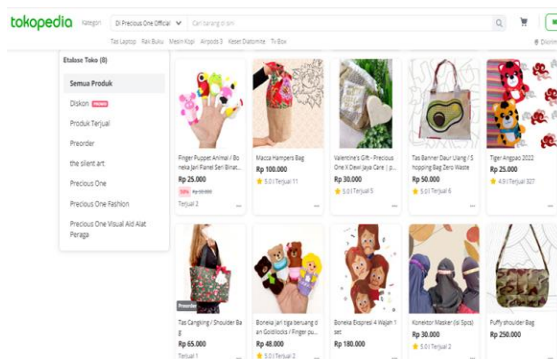 tokopedia Kategori Di Precious One Official Cari barang di sini
Tas Laptop Rak Buku Mesin Kopi Airpods 3 Keset Diatomite Tv Box
Etalase Toko (8)
Semua Produk
Diskon PROMO
Produk Terjual
Preorder
the silent art
Precious One
Precious One Fashion
Precious One Visual Aid Alat
Peraga
Finger Puppet Animal / Bo
neka Jari Planet Seri Binat...
Rp 25.000
Terjual 2
Macca Hampers Bag
Rp 100.000
5.0 | Terjual 11
Valentine's Gift - Precious
One X Dewi Jaya Care | p...
Rp 30.000
5.0 | Terjual 5
Tas Banner Daur Ulang / S
hopping Bag Zero Waste
Rp 50.000
5.0 | Terjual 6
Tiger Angpao 2022
Rp 25.000
4.9 | Terjual 327
Preorder
Tas Cangking / Shoulder Ba
g
Rp 65.000
Terjual 1
Boneka jari tiga beruang d
an Goldilocks / Finger pu...
Rp 48.000
5.0 | Terjual 2
Boneka Ekspresi 4 Wajah 1
set
Rp 180.000
Konektor Masker (isi 5pcs)
Rp 30.000
5.0 | Terjual 2
Puffy shoulder Bag
Rp 250.000